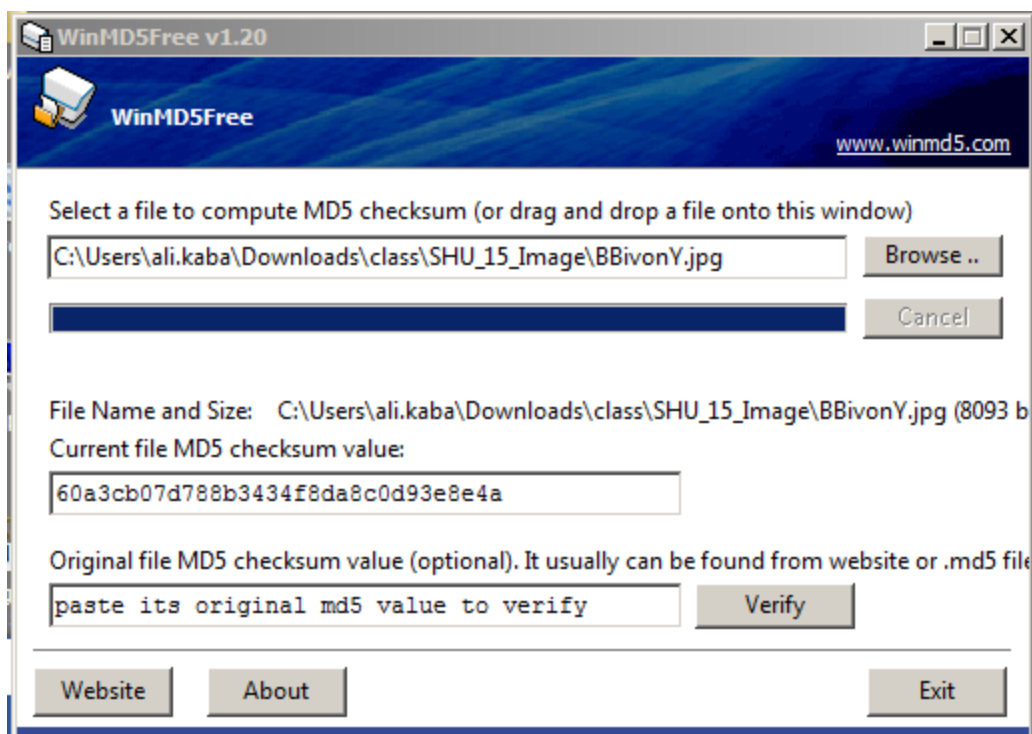 WinMD5Free v1.20
WinMD5Free
www.winmd5.com
Select a file to compute MD5 checksum (or drag and drop a file onto this window)
C:\Users\ali.kaba\Downloads\class\SHU_15_Image\BBivonY.jpg Browse ..
Cancel
File Name and Size: C:\Users\ali.kaba\Downloads\class\SHU_15_Image\BBivonY.jpg (8093 b
Current file MD5 checksum value:
60a3cb07d788b3434f8da8c0d93e8e4a
Original file MD5 checksum value (optional). It usually can be found from website or .md5 file
paste its original md5 value to verify Verify
Website About Exit